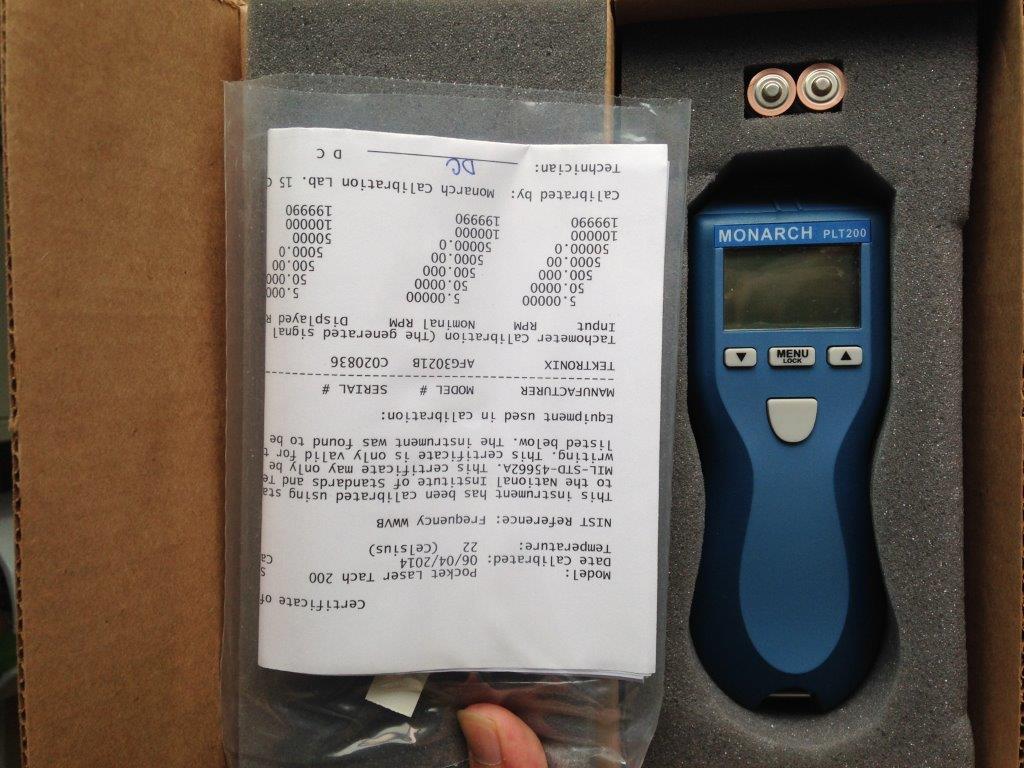 Certificate of
Model: Pocket Laser Tach 200 S
Date Calibrated: 06/04/2014 Ca
Temperature: 22 (Celsius)
NIST Reference: Frequency WWVB
This instrument has been calibrated using sta
to the National Institute of Standards and Te
MIL-STD-45662A. This certificate may only be
writing. This certificate is only valid for t
listed below. The instrument was found to be
Equipment used in calibration:
MANUFACTURER MODEL # SERIAL #
TEKTRONIX AFG3021B C020836
Tachometer Calibration (The generated signal
Input RPM Nominal RPM Displayed R
5.00000 5.00000 5.000
50.000 50.000 50.000
500.00 500.000 500.00
5000.00 5000.00 5000.0
50000.0 50000.0 50000
100000 100000 100000
199990 199990 199990
Calibrated by: Monarch Calibration Lab. 15 C
Technician: DC D C
MONARCH PLT200
▼ MENU LOCK ▲